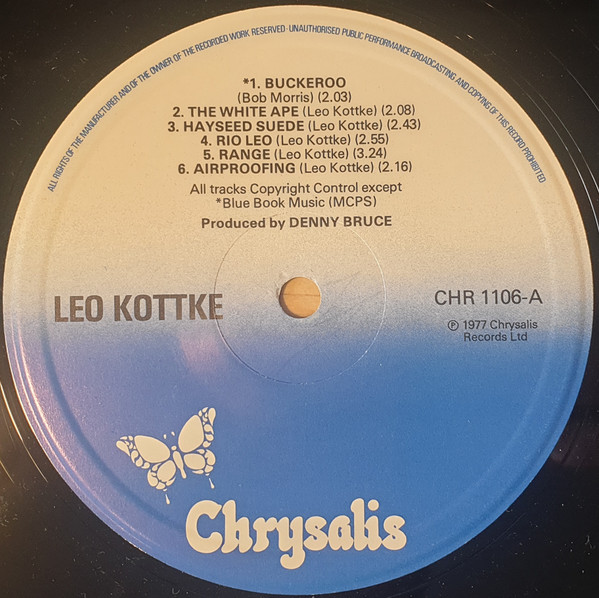 ALL RIGHTS OF THE MANUFACTURER AND OF THE OWNER OF THE RECORDED WORK RESERVED · UNAUTHORISED PUBLIC PERFORMANCE BROADCASTING AND COPYING OF THIS RECORD PROHIBITED
*1. BUCKEROO
(Bob Morris) (2.03)
2. THE WHITE APE (Leo Kottke) (2.08)
3. HAYSEED SUEDE (Leo Kottke) (2.43)
4. RIO LEO (Leo Kottke) (2.55)
5. RANGE (Leo Kottke) (3.24)
6. AIRPROOFING (Leo Kottke) (2.16)
All tracks Copyright Control except
*Blue Book Music (MCPS)
Produced by DENNY BRUCE
LEO KOTTKE
CHR 1106-A
℗ 1977 Chrysalis
Records Ltd
Chrysalis